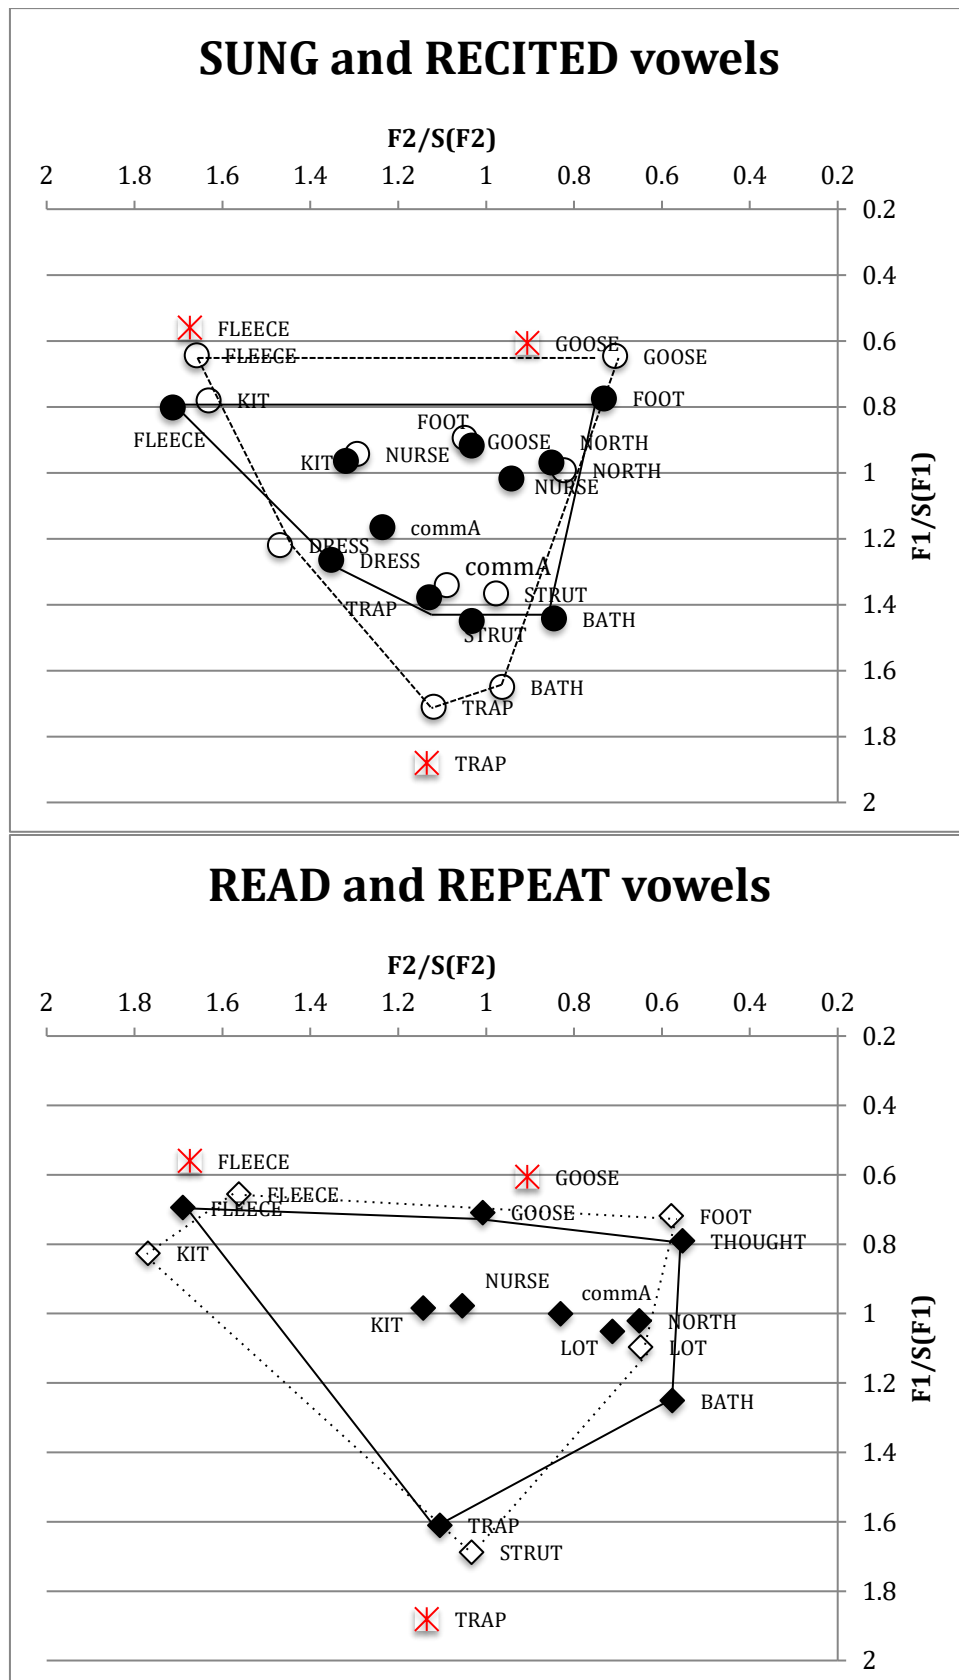 SUNG and RECITED vowels
F2/S(F2)
2 1.8 1.6 1.4 1.2 1 0.8 0.6 0.4 0.2
0.2
0.4
FLEECE GOOSE 0.6
FLEECE GOOSE
KIT FOOT 0.8
FLEECE FOOT GOOSE NORTH
KIT NURSE NORTH 1
NURSE
commA
DRESS 1.2
DRESS commA
TRAP STRUT 1.4
STRUT BATH
BATH 1.6
TRAP
TRAP 1.8
2
F1/S(F1)
READ and REPEAT vowels
F2/S(F2)
2 1.8 1.6 1.4 1.2 1 0.8 0.6 0.4 0.2
0.2
0.4
FLEECE GOOSE 0.6
FLEECE
FLEECE GOOSE FOOT
THOUGHT 0.8
KIT
NURSE commA
KIT NORTH 1
LOT LOT
BATH 1.2
1.4
TRAP 1.6
STRUT
TRAP 1.8
2
F1/S(F1)